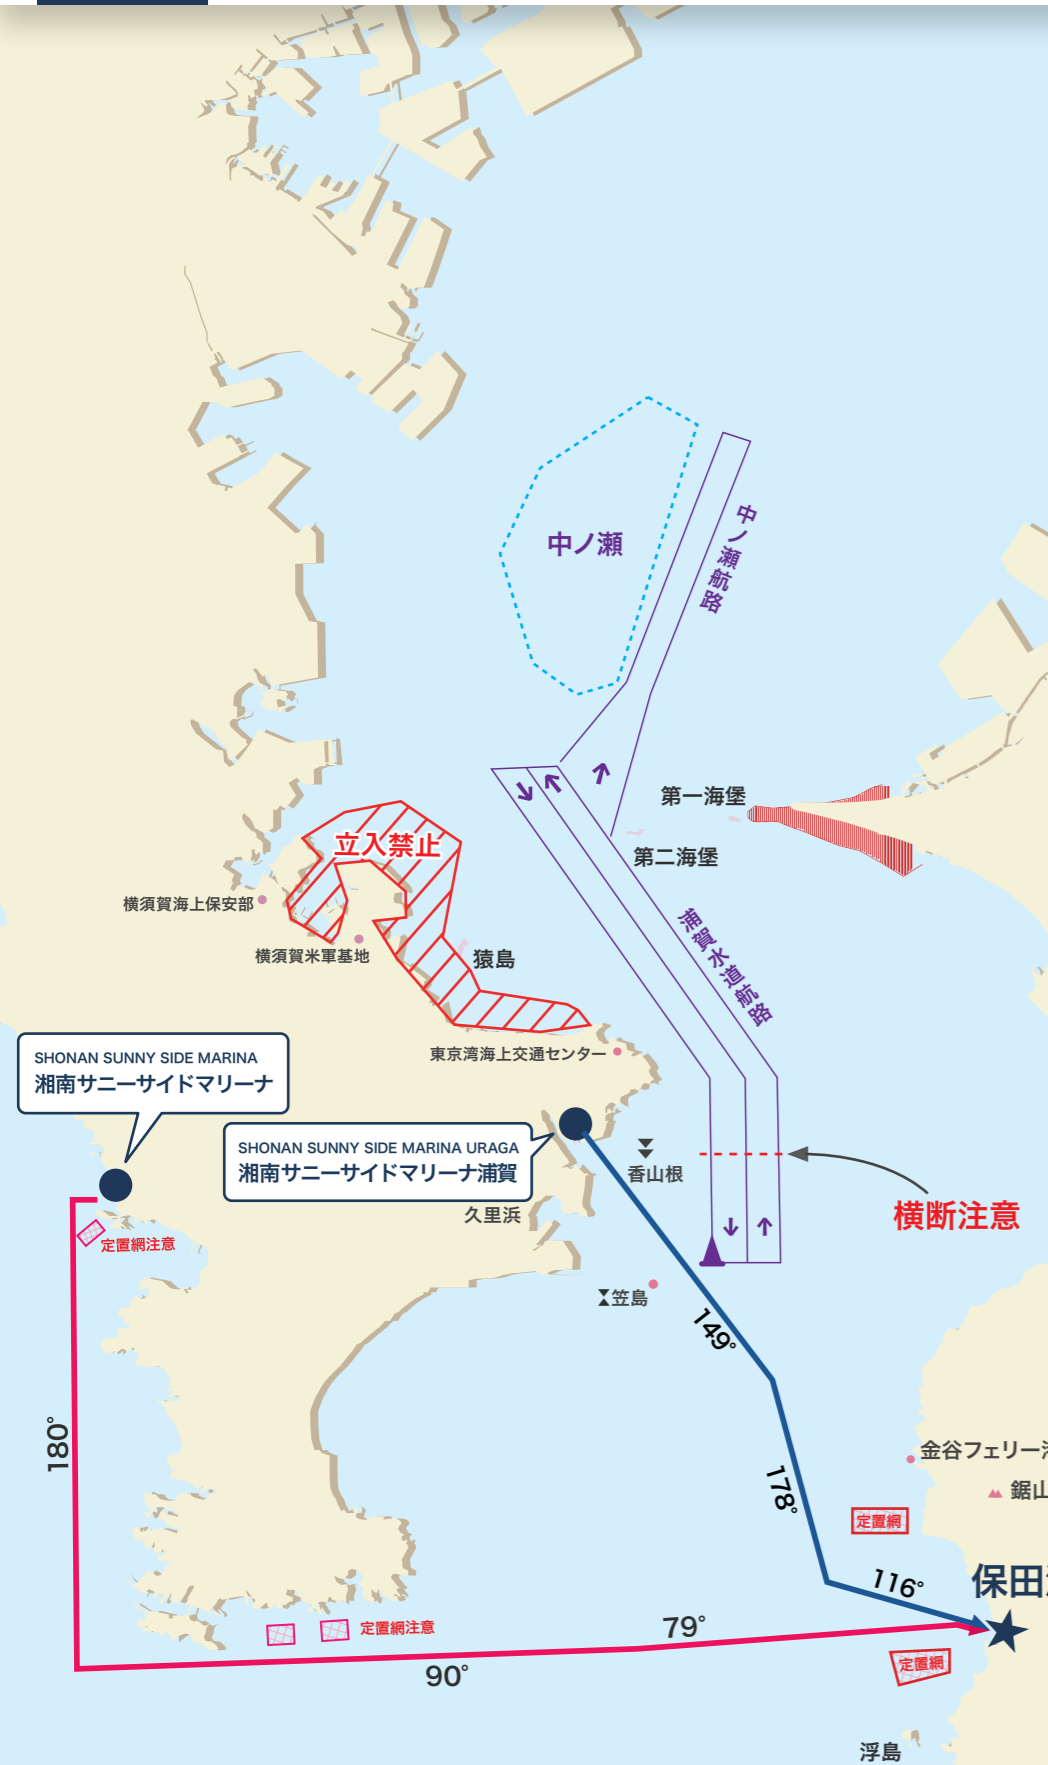 中ノ瀬
中ノ瀬航路
第一海堡
第二海堡
立入禁止
横須賀海上保安部
横須賀米軍基地
猿島
浦賀水道航路
東京湾海上交通センター
SHONAN SUNNY SIDE MARINA
湘南サニーサイドマリーナ
SHONAN SUNNY SIDE MARINA URAGA
湘南サニーサイドマリーナ浦賀
香山根
横断注意
久里浜
定置網注意
笠島
149°
180°
金谷フェリー
鋸山
178°
定置網
116°
保田
定置網注意
79°
90°
定置網
浮島